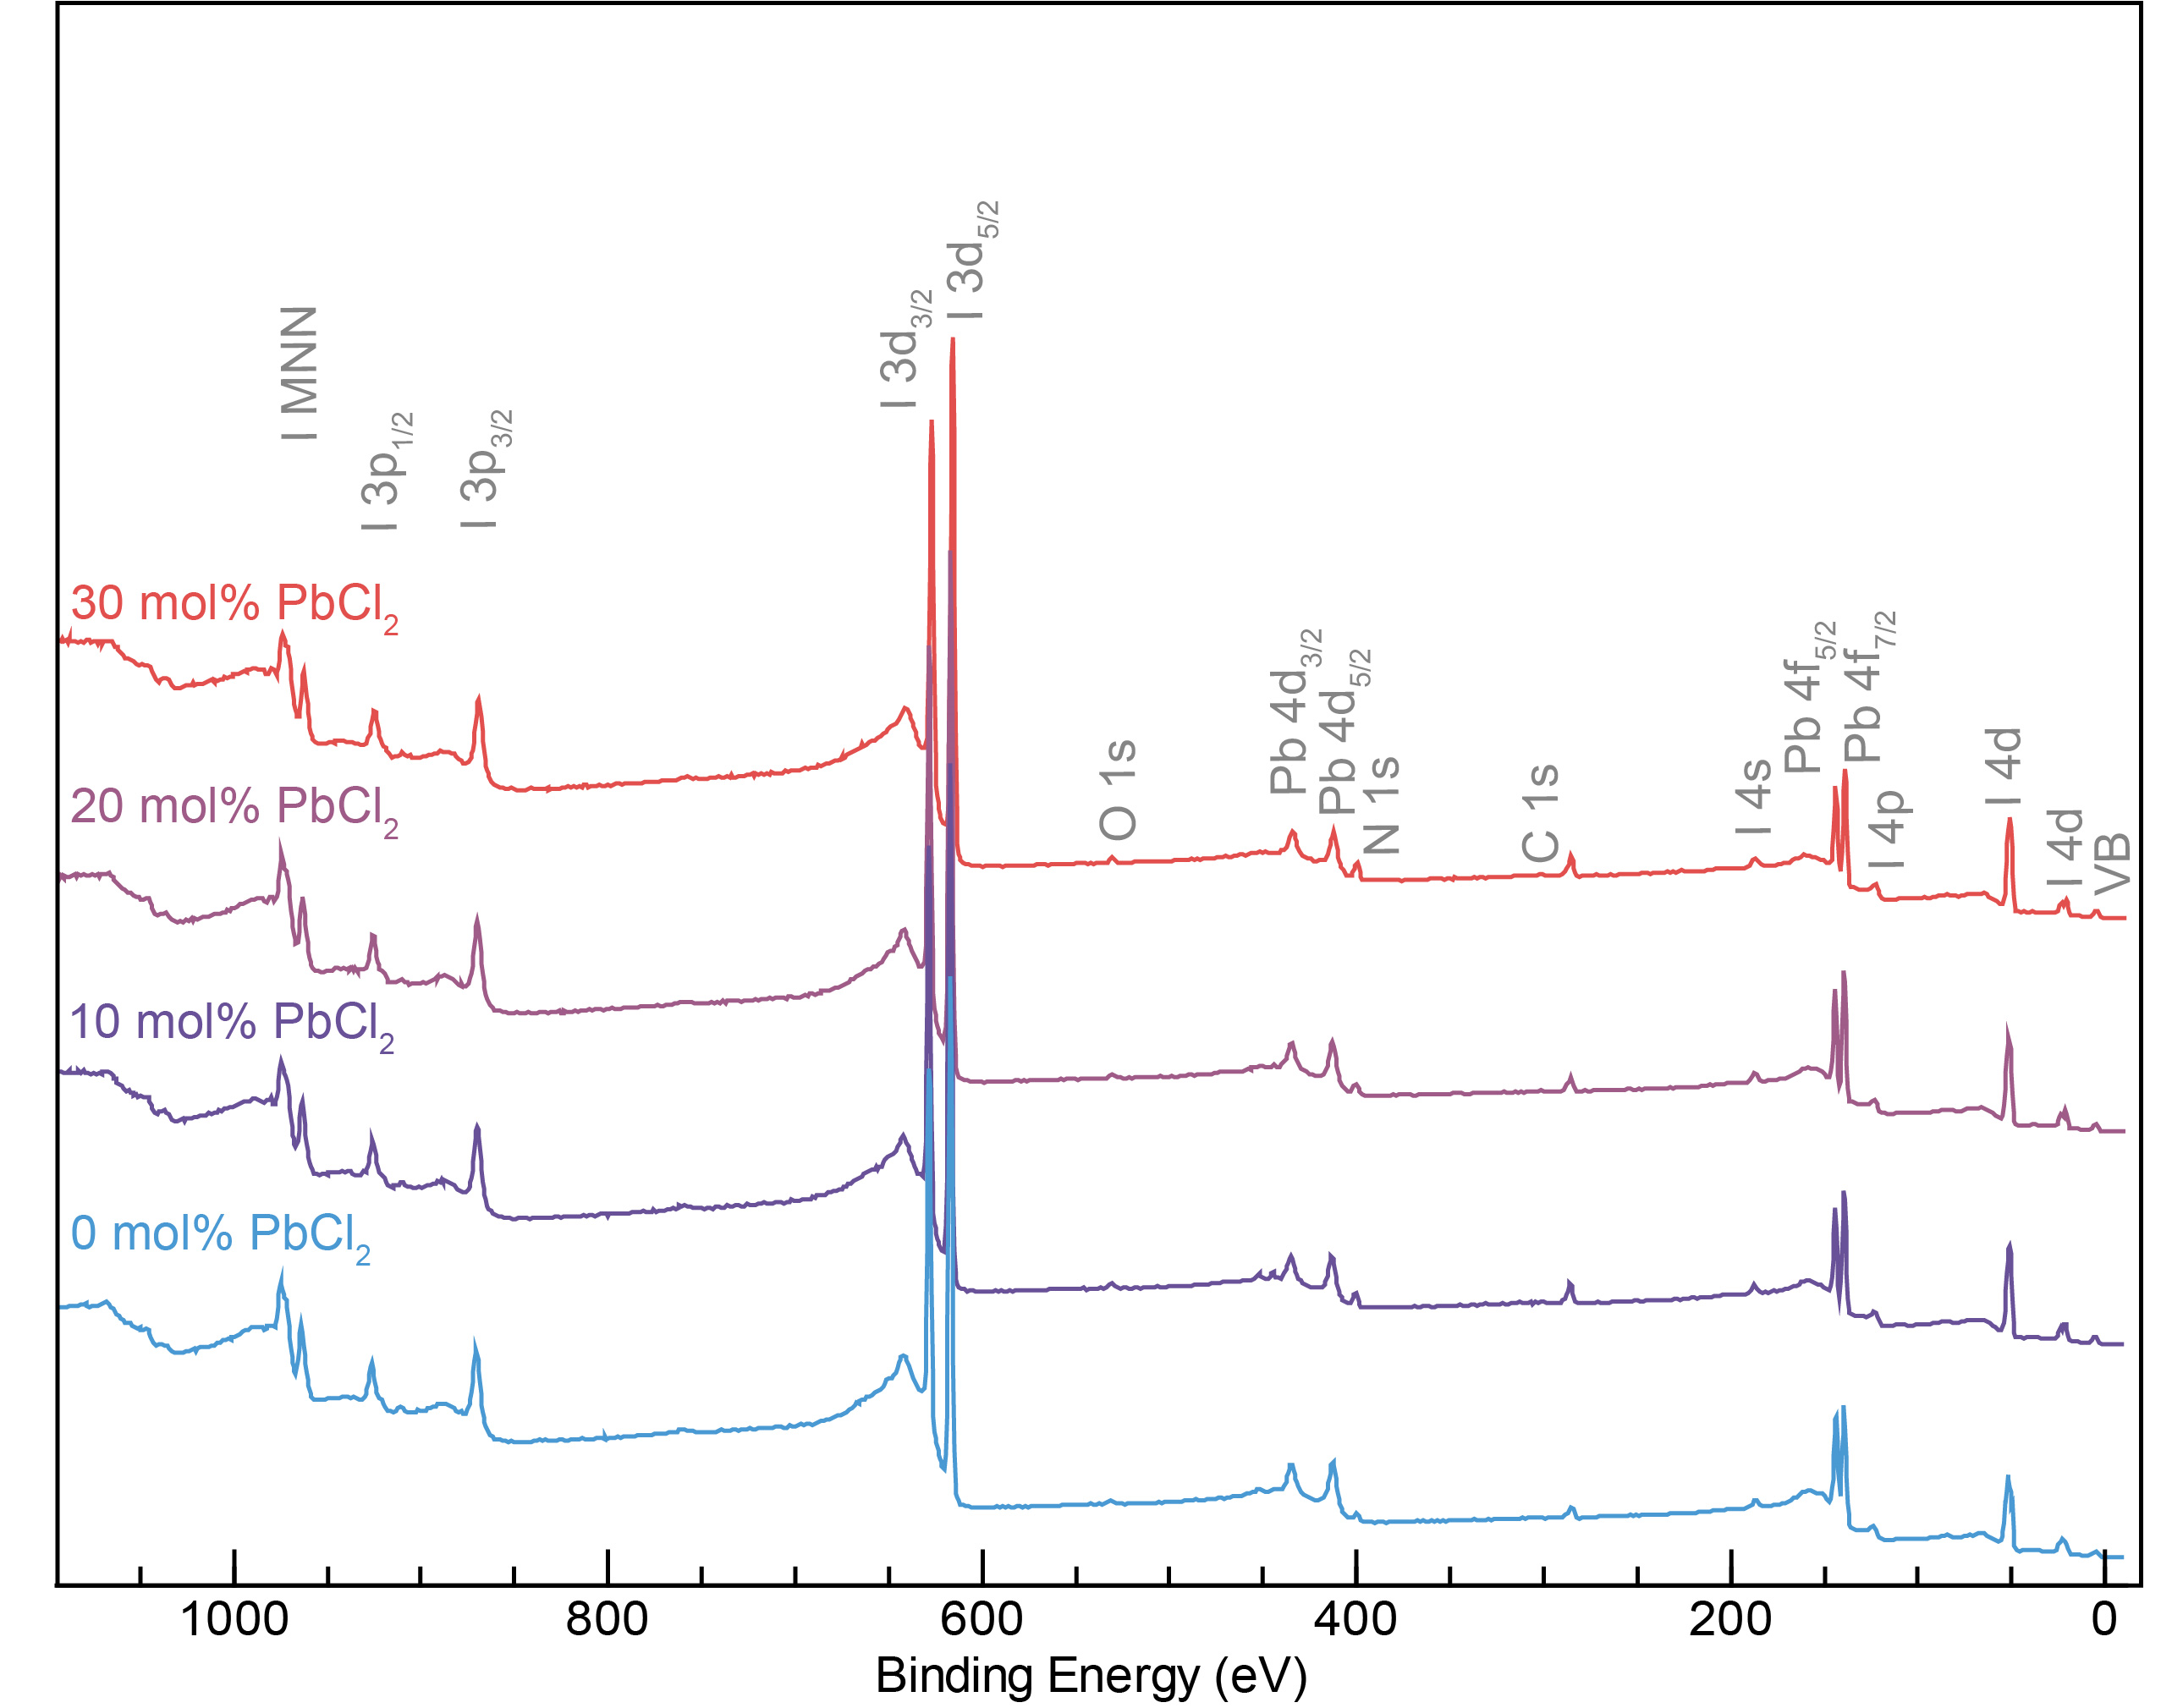 I 3d5/2
I 3d3/2
I MNN
I 3p1/2
I 3p3/2
30 mol% PbCl2
20 mol% PbCl2
10 mol% PbCl2
0 mol% PbCl2
O 1s
Pb 4d3/2
Pb 4d5/2
N 1s
C 1s
I 4s
Pb 4f5/2
Pb 4f7/2
I 4p
I 4d
I 4d
VB
1000 800 600 400 200 0
Binding Energy (eV)